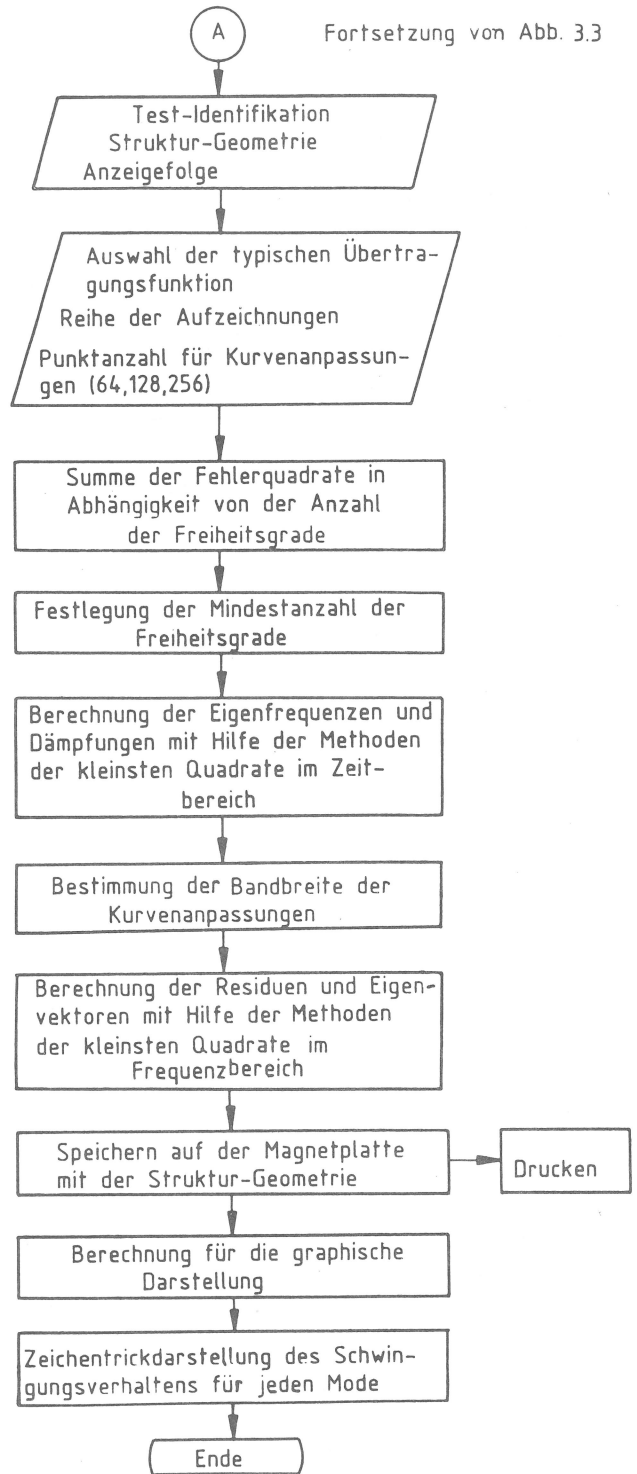 A
Fortsetzung von Abb. 3.3
Test-Identifikation
Struktur-Geometrie
Anzeigefolge
Auswahl der typischen Übertra-
gungsfunktion
Reihe der Aufzeichnungen
Punktanzahl für Kurvenanpassun-
gen (64,128,256)
Summe der Fehlerquadrate in
Abhängigkeit von der Anzahl
der Freiheitsgrade
Festlegung der Mindestanzahl der
Freiheitsgrade
Berechnung der Eigenfrequenzen und
Dämpfungen mit Hilfe der Methoden
der kleinsten Quadrate im Zeit-
bereich
Bestimmung der Bandbreite der
Kurvenanpassungen
Berechnung der Residuen und Eigen-
vektoren mit Hilfe der Methoden
der kleinsten Quadrate im
Frequenzbereich
Speichern auf der Magnetplatte
mit der Struktur-Geometrie
Drucken
Berechnung für die graphische
Darstellung
Zeichentrickdarstellung des Schwin-
gungsverhaltens für jeden Mode
Ende